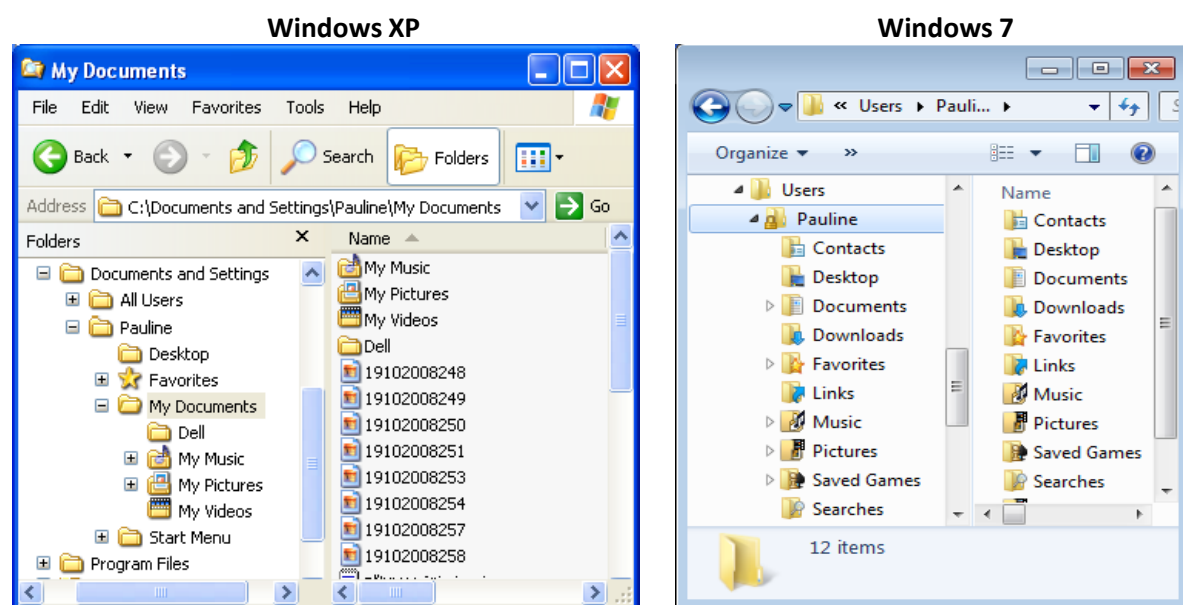 Windows XP
My Documents
File Edit View Favorites Tools Help
Back Search Folders
Address C:\Documents and Settings\Pauline\My Documents Go
Folders
Documents and Settings
All Users
Pauline
Desktop
Favorites
My Documents
Dell
My Music
My Pictures
My Videos
Start Menu
Program Files
Name
My Music
My Pictures
My Videos
Dell
19102008248
19102008249
19102008250
19102008251
19102008253
19102008254
19102008257
19102008258
Windows 7
« Users Pauli...
Organize »
Users
Pauline
Contacts
Desktop
Documents
Downloads
Favorites
Links
Music
Pictures
Saved Games
Searches
Name
Contacts
Desktop
Documents
Downloads
Favorites
Links
Music
Pictures
Saved Games
Searches
12 items